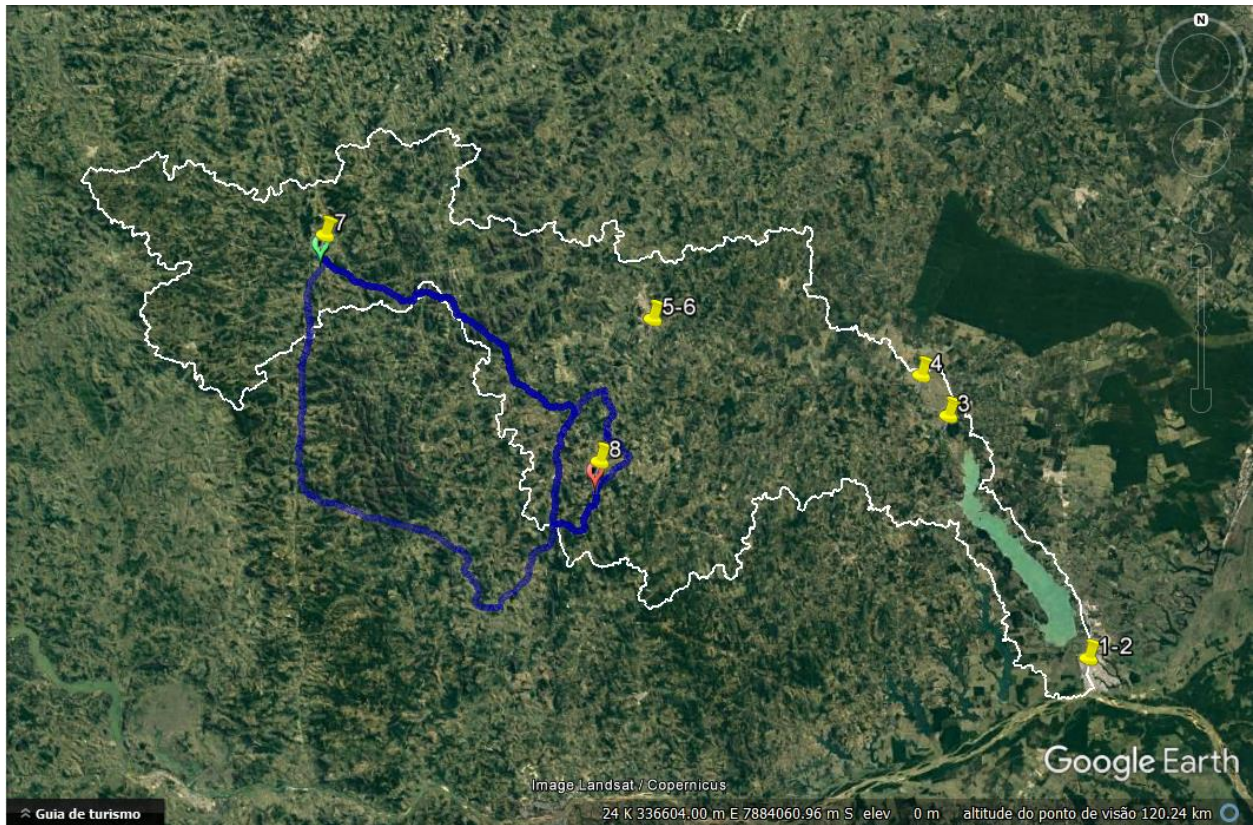 N
7
5-6
4
3
8
1-2
Google Earth
Image Landsat / Copernicus
Guia de turismo
24 K 336604.00 m E 7884060.96 m S elev 0 m altitude do ponto de visão 120.24 km